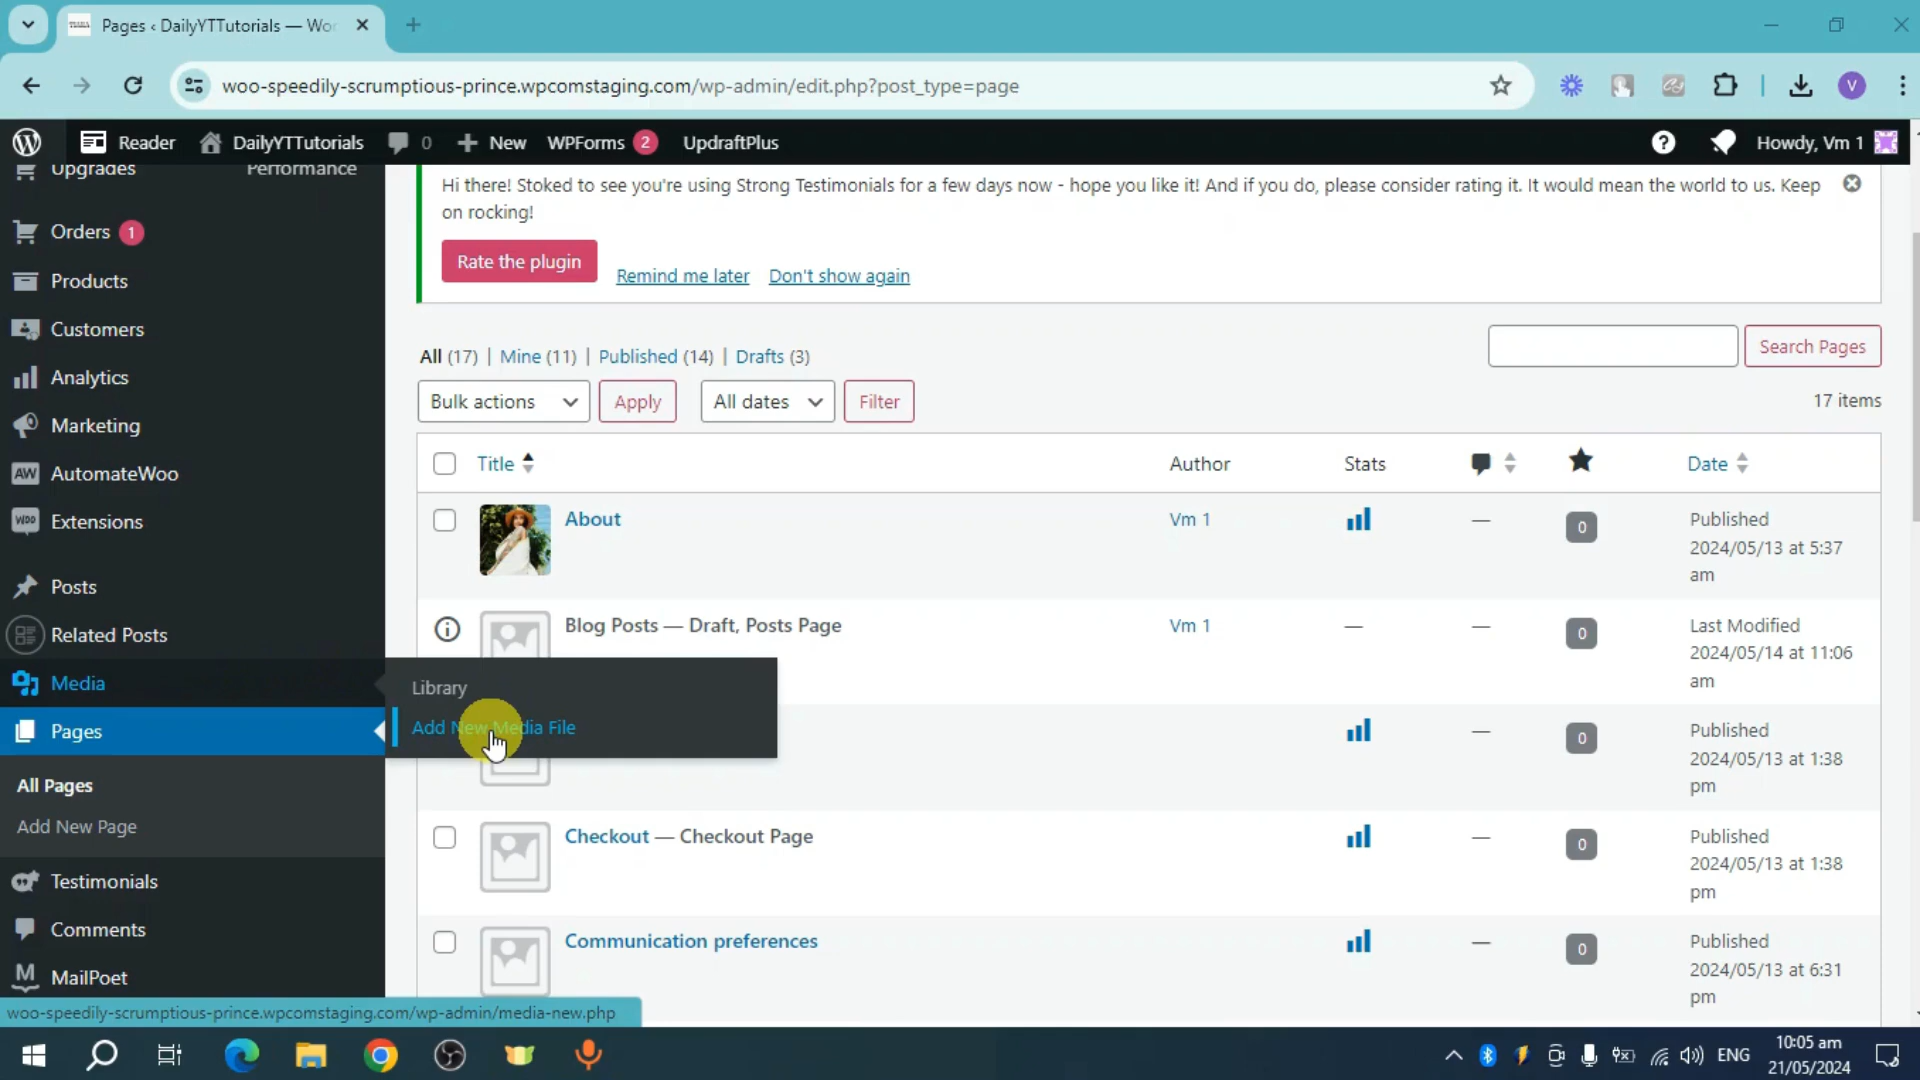 Pages ‹ DailyYTTutorials — Wo
woo-speedily-scrumptious-prince.wpcomstaging.com/wp-admin/edit.php?post_type=page
V
Reader
DailyYTTutorials
0
New
WPForms 2
UpdraftPlus
Howdy, Vm 1
Upgrades
Performance
Orders 1
Products
Customers
Analytics
Marketing
AW AutomateWoo
Woo Extensions
Posts
Related Posts
Media
Pages
All Pages
Add New Page
Testimonials
Comments
M MailPoet
Library
Add New Media File
Hi there! Stoked to see you're using Strong Testimonials for a few days now - hope you like it! And if you do, please consider rating it. It would mean the world to us. Keep
on rocking!
Rate the plugin
Remind me later
Don't show again
All (17) | Mine (11) | Published (14) | Drafts (3)
Search Pages
Bulk actions
Apply
All dates
Filter
17 items
Title
Author
Stats
Date
About
Vm 1
—
0
Published
2024/05/13 at 5:37
am
Blog Posts — Draft, Posts Page
Vm 1
—
—
0
Last Modified
2024/05/14 at 11:06
am
—
0
Published
2024/05/13 at 1:38
pm
Checkout — Checkout Page
—
0
Published
2024/05/13 at 1:38
pm
Communication preferences
—
0
Published
2024/05/13 at 6:31
pm
woo-speedily-scrumptious-prince.wpcomstaging.com/wp-admin/media-new.php
ENG
10:05 am
21/05/2024